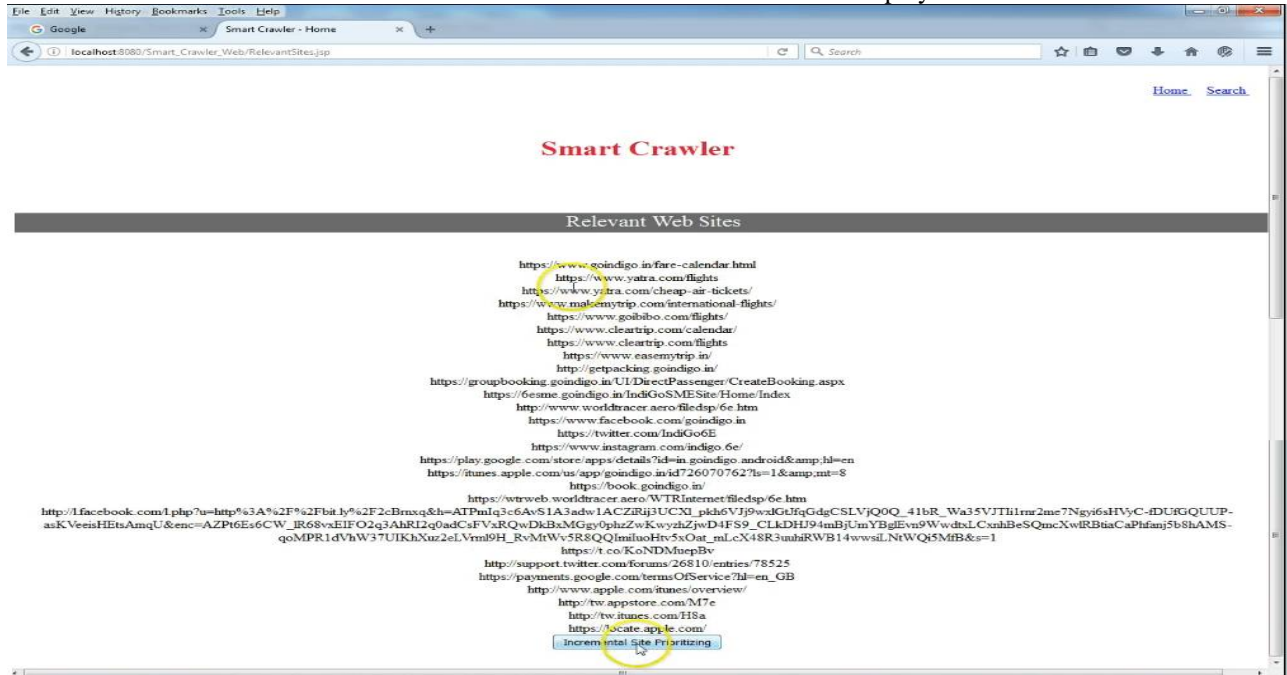 File Edit View History Bookmarks Tools Help
Google × Smart Crawler - Home × +
localhost:8080/Smart_Crawler_Web/RelevantSites.jsp Search
Home Search
Smart Crawler
Relevant Web Sites
https://www.goindigo.in/fare-calendar.html
https://www.yatra.com/flights
https://www.yatra.com/cheap-air-tickets/
https://www.makemytrip.com/international-flights/
https://www.goibibo.com/flights/
https://www.cleartrip.com/calendar/
https://www.cleartrip.com/flights
https://www.easemytrip.in/
http://getpacking.goindigo.in/
https://groupbooking.goindigo.in/UI/DirectPassenger/CreateBooking.aspx
https://6esme.goindigo.in/IndiGoSMESite/Home/Index
http://www.worldtracer.aero/filedsp/6e.htm
https://www.facebook.com/goindigo.in
https://twitter.com/IndiGo6E
https://www.instagram.com/indigo.6e/
https://play.google.com/store/apps/details?id=in.goindigo.android&amp;hl=en
https://itunes.apple.com/us/app/goindigo.in/id726070762?ls=1&amp;mt=8
https://book.goindigo.in/
https://wtrweb.worldtracer.aero/WTRInternet/filedsp/6e.htm
https://t.co/KoNDMuepBv
http://support.twitter.com/forums/26810/entries/78525
https://payments.google.com/termsOfService?hl=en_GB
http://www.apple.com/itunes/overview/
http://tw.appstore.com/M7e
http://tw.itunes.com/H8a
https://locate.apple.com/
Incremental Site Prioritizing